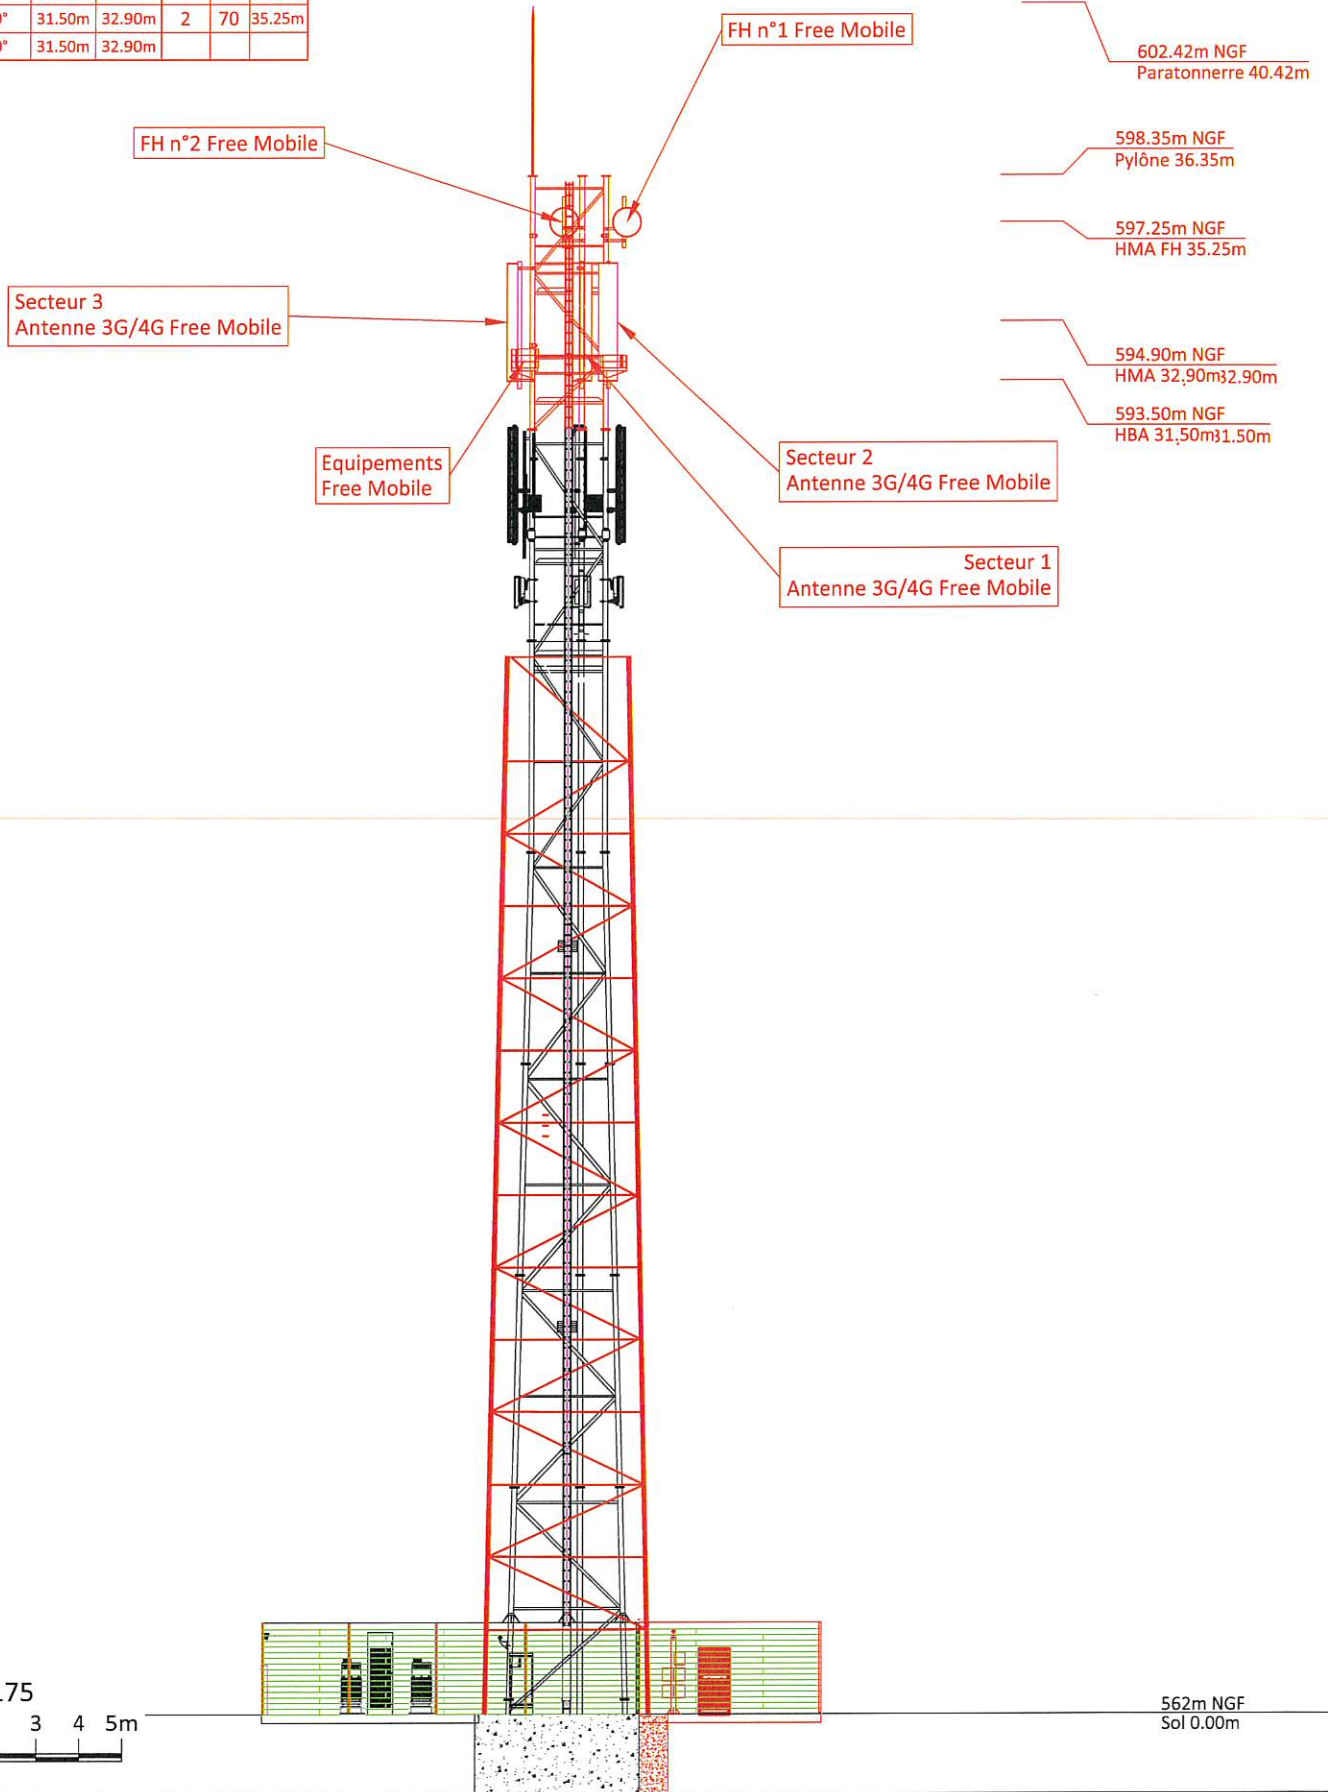 31.50m 32.90m 2 70 35.25m
31.50m 32.90m
FH n°1 Free Mobile
602.42m NGF
Paratonnerre 40.42m
FH n°2 Free Mobile
598.35m NGF
Pylône 36.35m
597.25m NGF
HMA FH 35.25m
Secteur 3
Antenne 3G/4G Free Mobile
594.90m NGF
HMA 32.90m32.90m
593.50m NGF
HBA 31.50m31.50m
Equipements
Free Mobile
Secteur 2
Antenne 3G/4G Free Mobile
Secteur 1
Antenne 3G/4G Free Mobile
175
3 4 5m
562m NGF
Sol 0.00m